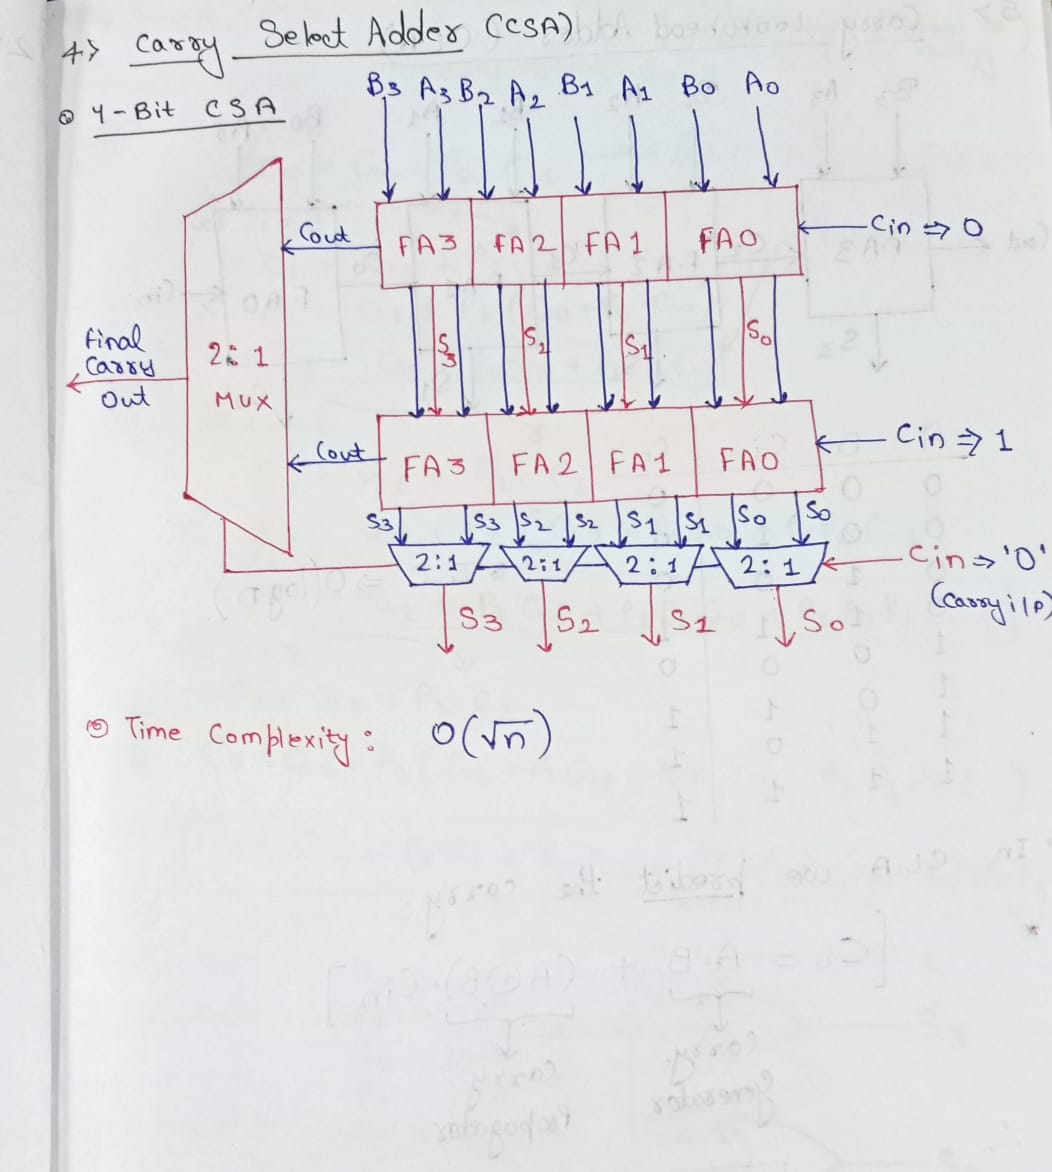 4.> Carry Select Adder (CSA)
4-Bit CSA
B3 A3 B2 A2 B1 A1 B0 A0
Cout FA3 FA2 FA1 FA0 Cin ⇒ 0
S3 S2 S1 S0
Final Carry Out
2:1 MUX
Cout FA3 FA2 FA1 FA0 Cin ⇒ 1
S3 S3 S2 S2 S1 S1 S0 S0
2:1 2:1 2:1 2:1 Cin ⇒ '0'
(Carry i/p)
S3 S2 S1 S0
Time Complexity: O(√n)